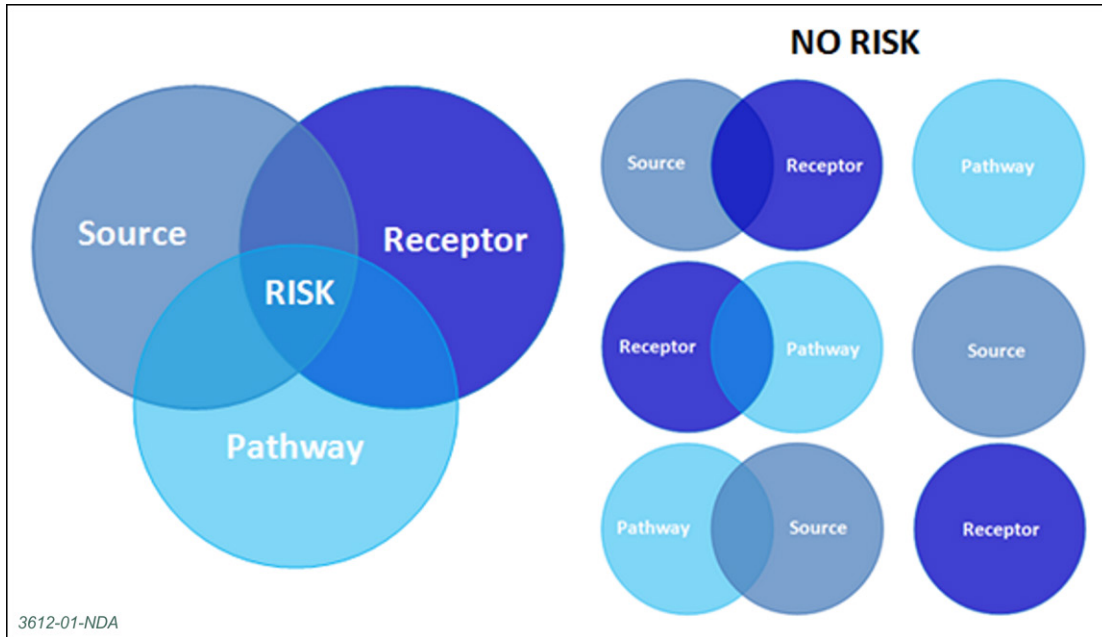 NO RISK
Source
Receptor
RISK
Pathway
Source
Receptor
Pathway
Receptor
Pathway
Source
Pathway
Source
Receptor
3612-01-NDA